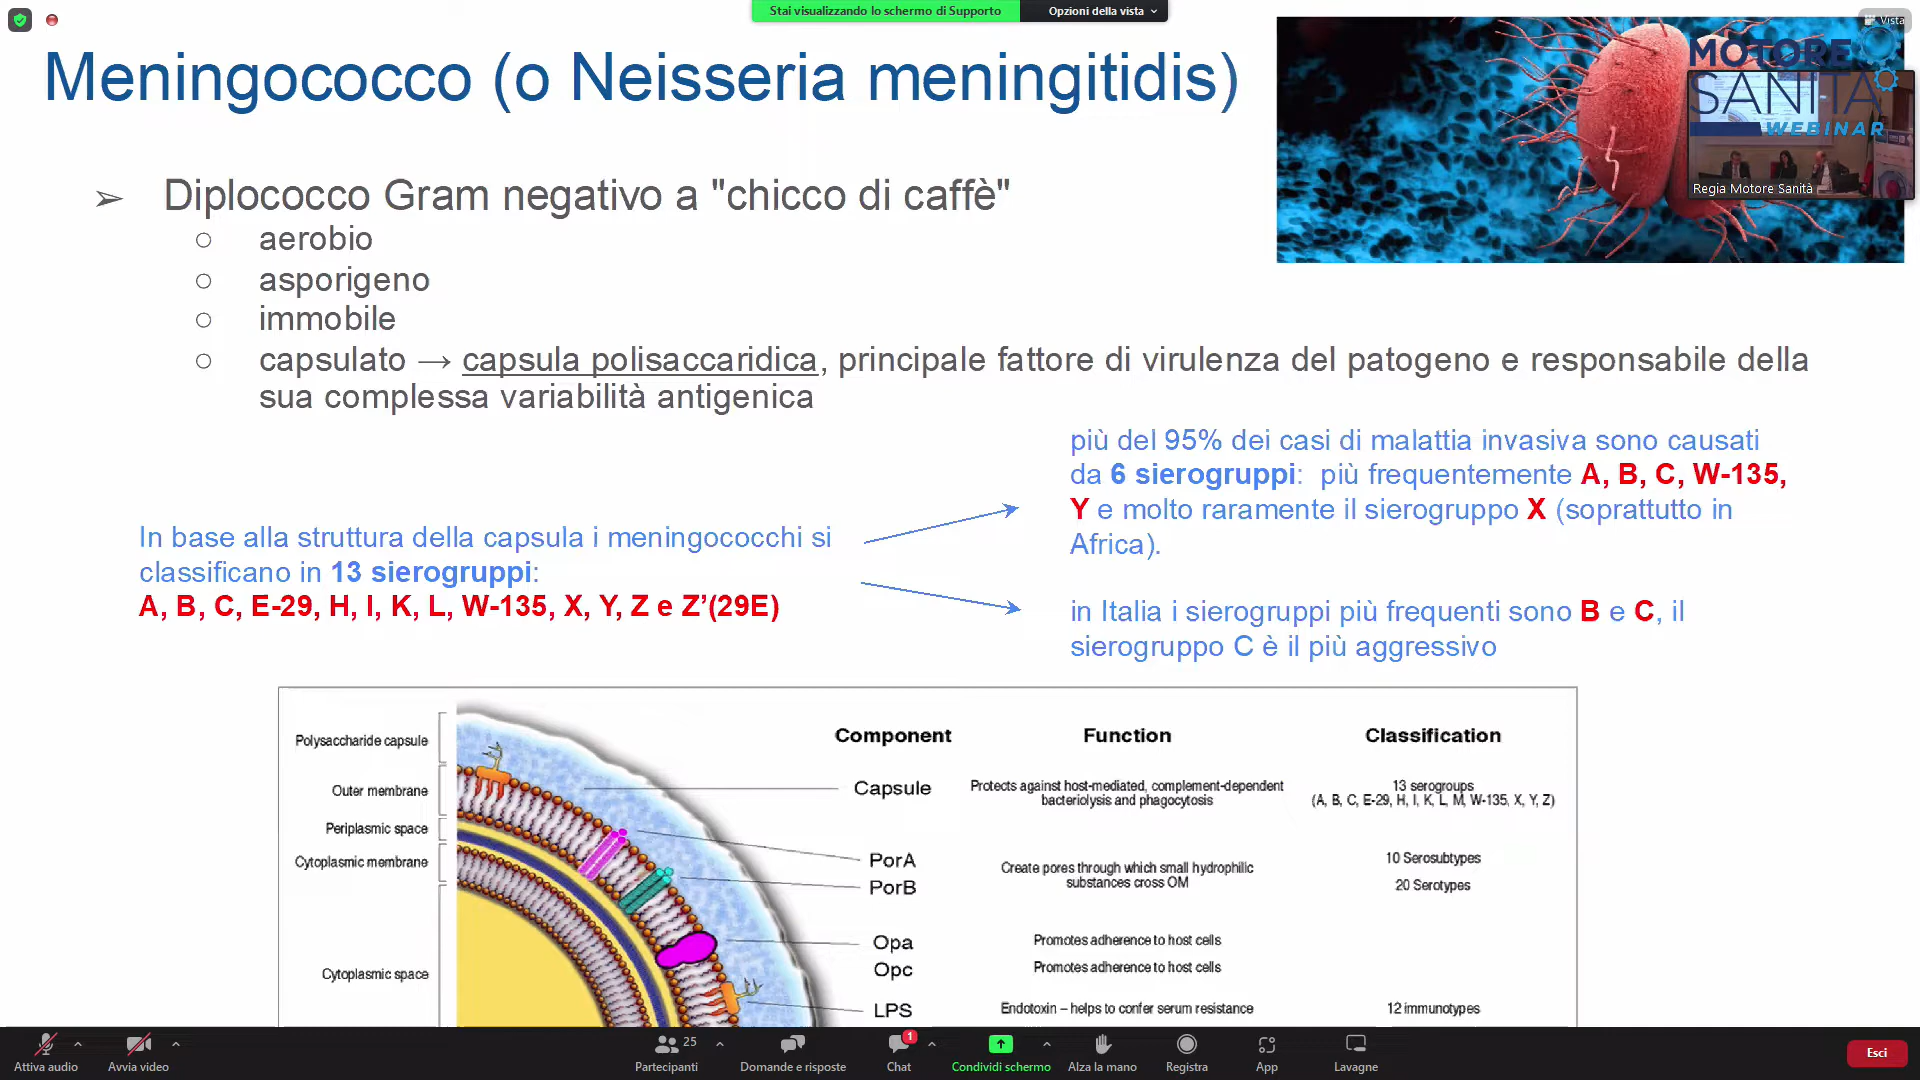 Stai visualizzando lo schermo di Supporto
Opzioni della vista
Vista
Meningococco (o Neisseria meningitidis)
MOTORE
SANITÀ
WEBINAR
Regia Motore Sanità
➢ Diplococco Gram negativo a "chicco di caffè"
○ aerobio
○ asporigeno
○ immobile
○ capsulato → capsula polisaccaridica, principale fattore di virulenza del patogeno e responsabile della
sua complessa variabilità antigenica
più del 95% dei casi di malattia invasiva sono causati
da 6 sierogruppi: più frequentemente A, B, C, W-135,
Y e molto raramente il sierogruppo X (soprattutto in
Africa).
In base alla struttura della capsula i meningococchi si
classificano in 13 sierogruppi:
A, B, C, E-29, H, I, K, L, W-135, X, Y, Z e Z’(29E)
in Italia i sierogruppi più frequenti sono B e C, il
sierogruppo C è il più aggressivo
Polysaccharide capsule
Outer membrane
Periplasmic space
Cytoplasmic membrane
Cytoplasmic space
Component Function Classification
Capsule Protects against host-mediated, complement-dependent
bacteriolysis and phagocytosis
13 serogroups
(A, B, C, E-29, H, I, K, L, M, W-135, X, Y, Z)
PorA
PorB
Create pores through which small hydrophilic
substances cross OM
10 Serosubtypes
20 Serotypes
Opa Promotes adherence to host cells
Opc Promotes adherence to host cells
LPS Endotoxin – helps to confer serum resistance 12 immunotypes
Attiva audio
Avvia video
25
Partecipanti
Domande e risposte
1
Chat
Condividi schermo
Alza la mano
Registra
App
Lavagne
Esci